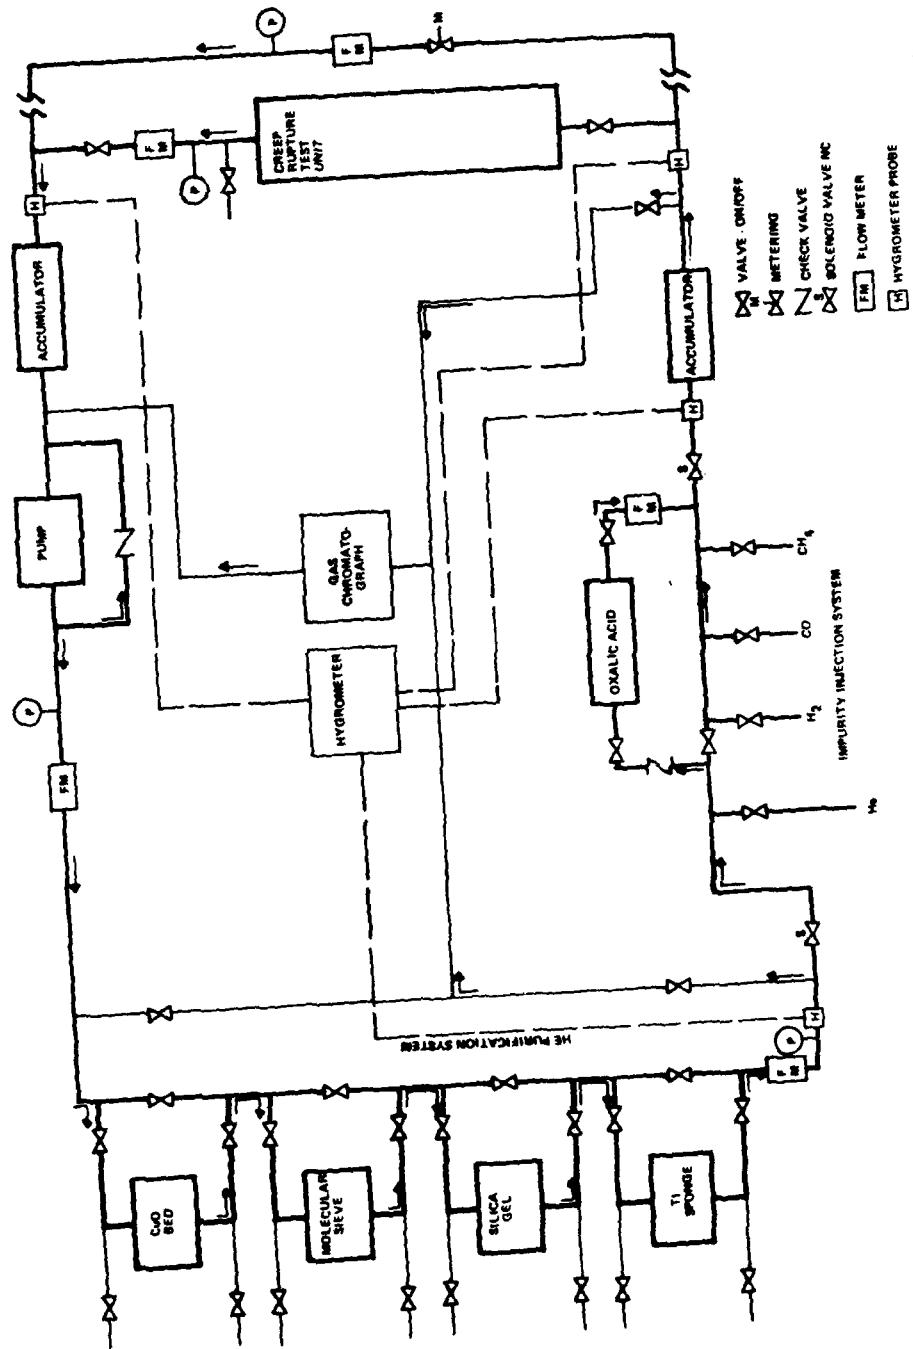 P
M
F
M
CREEP
RUPTURE
TEST
UNIT
F
M
P
H
H
ACCUMULATOR
ACCUMULATOR
H
PUMP
S
GAS
CHROMATO-
GRAPH
F
M
CH4
OXALIC ACID
HYGROMETER
CO
H2
P
FM
He
IMPURITY INJECTION SYSTEM
S
HE PURIFICATION SYSTEM
H
P
F
M
CuO
BED
MOLECULAR
SIEVE
SILICA
GEL
Ti
SPONGE
VALVE - ON/OFF
M
METERING
CHECK VALVE
S
SOLENOID VALVE NC
FM
FLOW METER
H
HYGROMETER PROBE